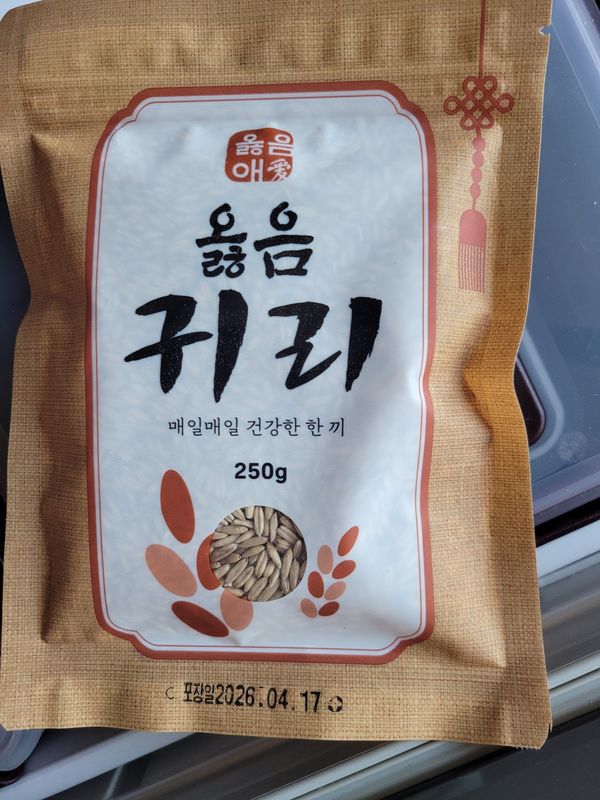 옳음
애愛
옳음
귀리
매일매일 건강한 한 끼
250g
포장일2026.04.17